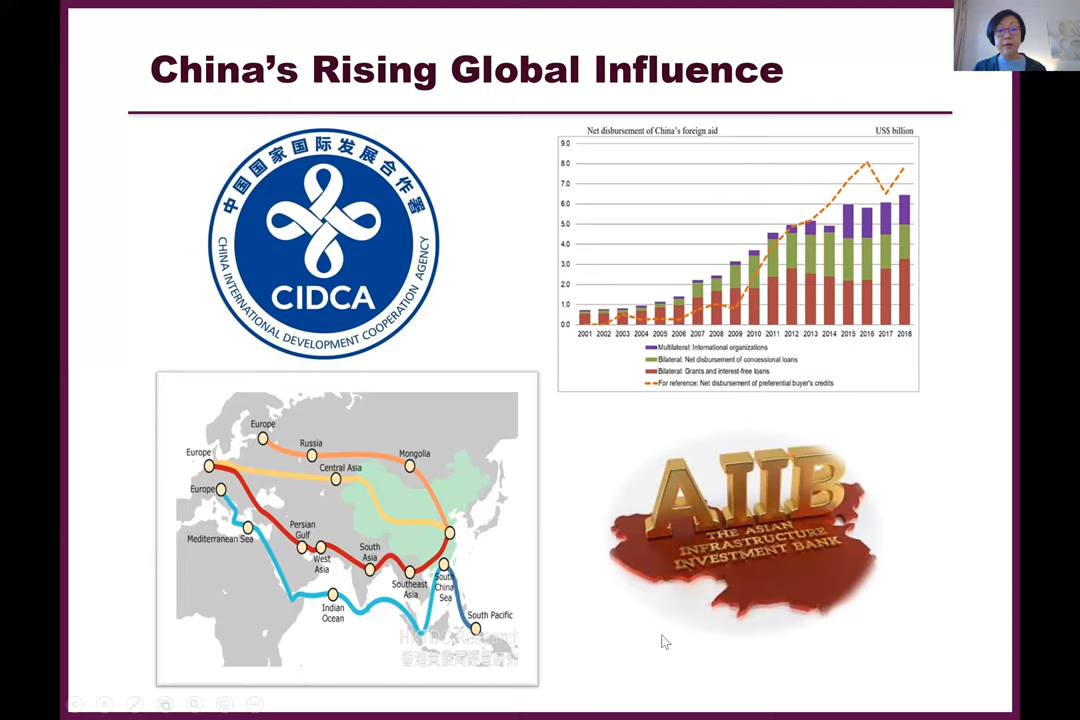 China's Rising Global Influence
中国国家国际发展合作署
CIDCA
CHINA INTERNATIONAL DEVELOPMENT COOPERATION AGENCY
Net disbursement of China's foreign aid
US$ billion
9.0
8.0
7.0
6.0
5.0
4.0
3.0
2.0
1.0
0.0
2001 2002 2003 2004 2005 2006 2007 2008 2009 2010 2011 2012 2013 2014 2015 2016 2017 2018
Multilateral: International organizations
Bilateral: Net disbursement of concessional loans
Bilateral: Grants and interest-free loans
For reference: Net disbursement of preferential buyer's credits
Europe
Russia
Mongolia
Europe
Central Asia
Europe
Mediterranean Sea
Persian
Gulf
West
Asia
South
Asia
Southeast
Asia
South
China
Sea
Indian
Ocean
South Pacific
AIIB
THE ASIAN
INFRASTRUCTURE
INVESTMENT BANK